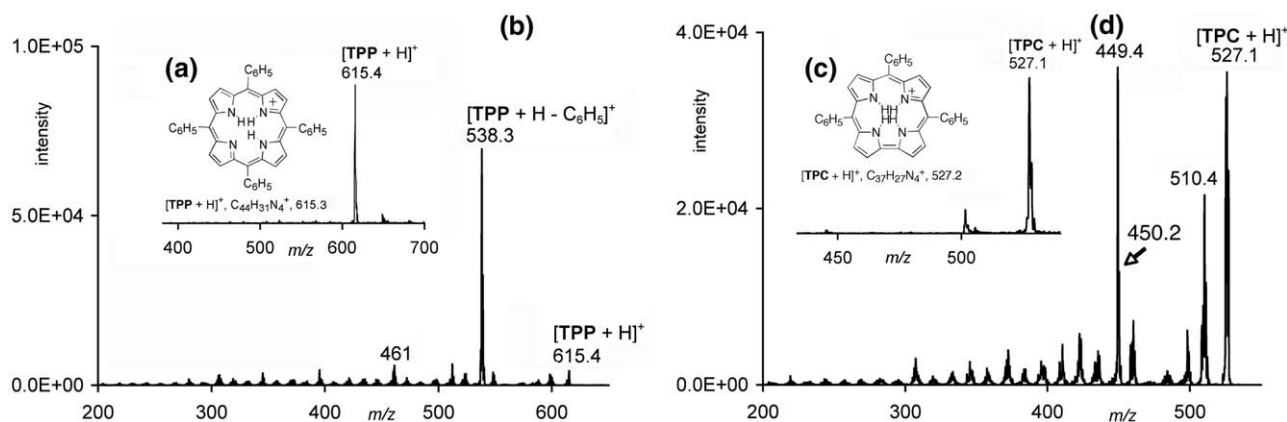 (b)
1.0E+05
(a)
[TPP + H]⁺
615.4
C₆H₅
+
N
N
HH
H
C₆H₅
C₆H₅
N
N
C₆H₅
[TPP + H]⁺, C₄₄H₃₁N₄⁺, 615.3
400 500 600 700
m/z
[TPP + H - C₆H₅]⁺
538.3
intensity
5.0E+04
461
[TPP + H]⁺
615.4
0.0E+00
200 300 400 500 600
m/z
(d)
4.0E+04
(c)
[TPC + H]⁺
527.1
C₆H₅
+
N
N
HH
HH
C₆H₅
C₆H₅
N
N
[TPC + H]⁺, C₃₇H₂₇N₄⁺, 527.2
450 500
m/z
449.4
[TPC + H]⁺
527.1
510.4
450.2
intensity
2.0E+04
0.0E+00
200 300 400 500
m/z